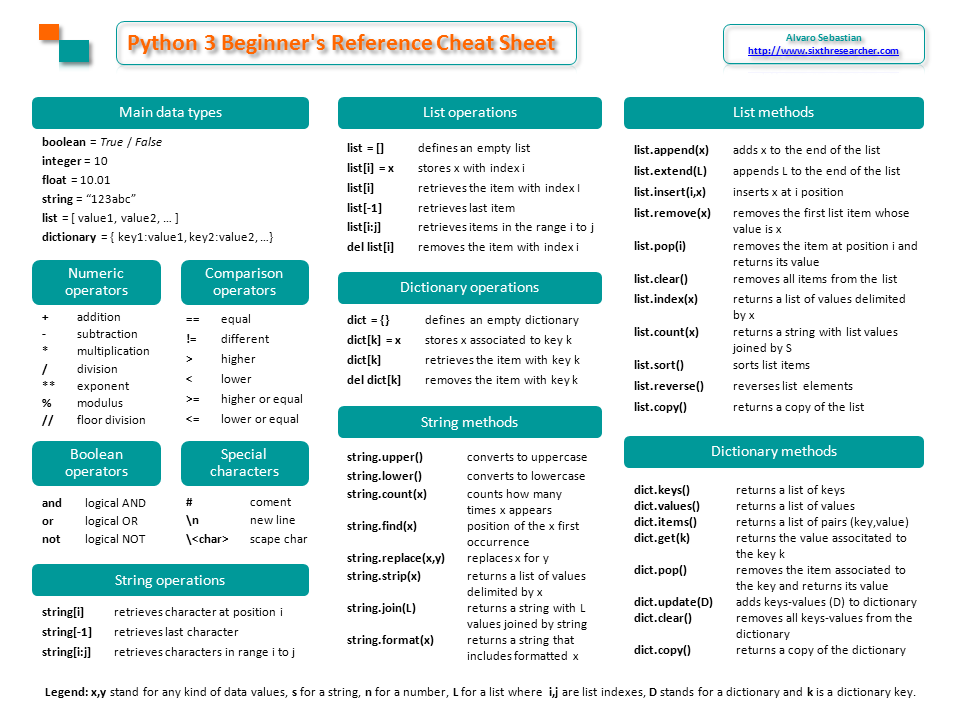 Python 3 Beginner's Reference Cheat Sheet
Alvaro Sebastian
http://www.sixthresearcher.com
Main data types
boolean = True / False
integer = 10
float = 10.01
string = “123abc”
list = [ value1, value2, … ]
dictionary = { key1:value1, key2:value2, …}
Numeric
operators
+ addition
- subtraction
* multiplication
/ division
** exponent
% modulus
// floor division
Comparison
operators
== equal
!= different
> higher
< lower
>= higher or equal
<= lower or equal
Boolean
operators
and logical AND
or logical OR
not logical NOT
Special
characters
# coment
\n new line
\<char> scape char
String operations
string[i] retrieves character at position i
string[-1] retrieves last character
string[i:j] retrieves characters in range i to j
List operations
list = [] defines an empty list
list[i] = x stores x with index i
list[i] retrieves the item with index I
list[-1] retrieves last item
list[i:j] retrieves items in the range i to j
del list[i] removes the item with index i
Dictionary operations
dict = {} defines an empty dictionary
dict[k] = x stores x associated to key k
dict[k] retrieves the item with key k
del dict[k] removes the item with key k
String methods
string.upper() converts to uppercase
string.lower() converts to lowercase
string.count(x) counts how many
times x appears
string.find(x) position of the x first
occurrence
string.replace(x,y) replaces x for y
string.strip(x) returns a list of values
delimited by x
string.join(L) returns a string with L
values joined by string
string.format(x) returns a string that
includes formatted x
List methods
list.append(x) adds x to the end of the list
list.extend(L) appends L to the end of the list
list.insert(i,x) inserts x at i position
list.remove(x) removes the first list item whose
value is x
list.pop(i) removes the item at position i and
returns its value
list.clear() removes all items from the list
list.index(x) returns a list of values delimited
by x
list.count(x) returns a string with list values
joined by S
list.sort() sorts list items
list.reverse() reverses list elements
list.copy() returns a copy of the list
Dictionary methods
dict.keys() returns a list of keys
dict.values() returns a list of values
dict.items() returns a list of pairs (key,value)
dict.get(k) returns the value associtated to
the key k
dict.pop() removes the item associated to
the key and returns its value
dict.update(D) adds keys-values (D) to dictionary
dict.clear() removes all keys-values from the
dictionary
dict.copy() returns a copy of the dictionary
Legend: x,y stand for any kind of data values, s for a string, n for a number, L for a list where i,j are list indexes, D stands for a dictionary and k is a dictionary key.